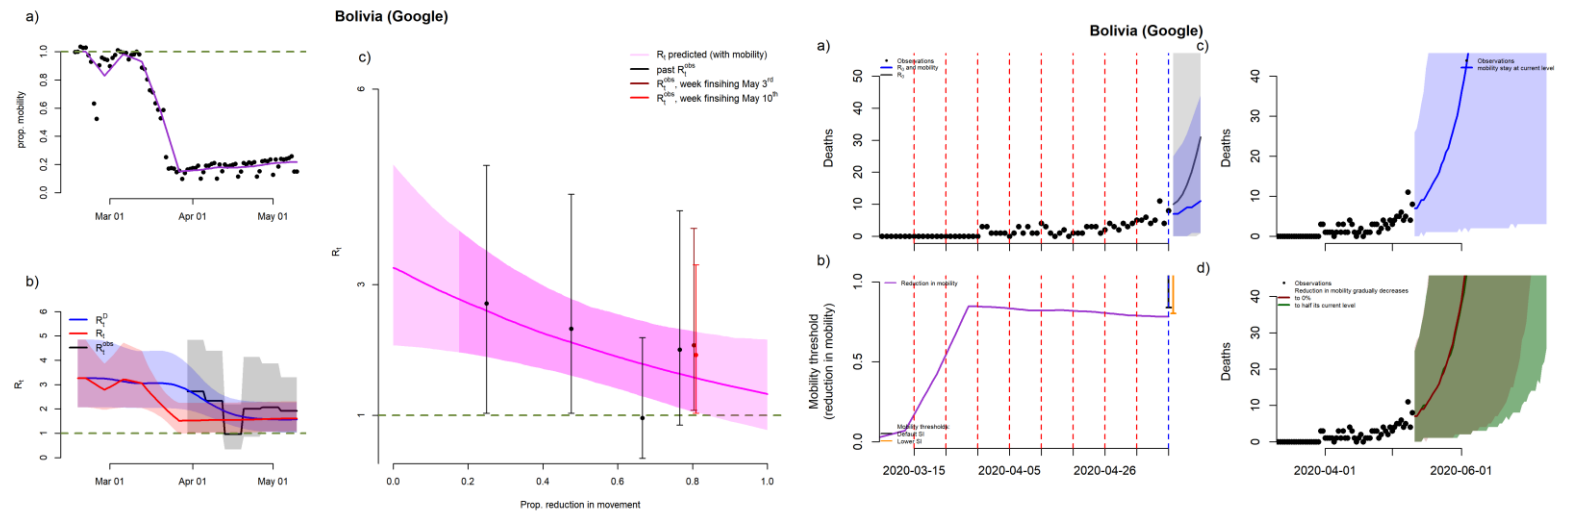 Bolivia (Google)
a)
prop. mobility
1.0
0.8
0.6
0.4
0.2
0.0
Mar 01
Apr 01
May 01
b)
R_t
6
5
4
3
2
1
0
R_t^D
R_t
R_t^obs
Mar 01
Apr 01
May 01
c)
R_t predicted (with mobility)
past R_t^obs
R_t^obs, week finsihing May 3^rd
R_t^obs, week finsihing May 10^th
R_t
6
3
1
0.0
0.2
0.4
0.6
0.8
1.0
Prop. reduction in movement
Bolivia (Google)
a)
Observations
R_0 and mobility
R_0
Deaths
50
40
30
20
10
0
b)
Reduction in mobility
Mobility threshold
(reduction in mobility)
1.0
0.5
0.0
Mobility thresholds:
Default SI
Lower SI
2020-03-15
2020-04-05
2020-04-26
c)
Observations
mobility stay at current level
Deaths
40
30
20
10
0
d)
Observations
Reduction in mobility gradually decreases
to 0%
to half its current level
Deaths
40
30
20
10
0
2020-04-01
2020-06-01